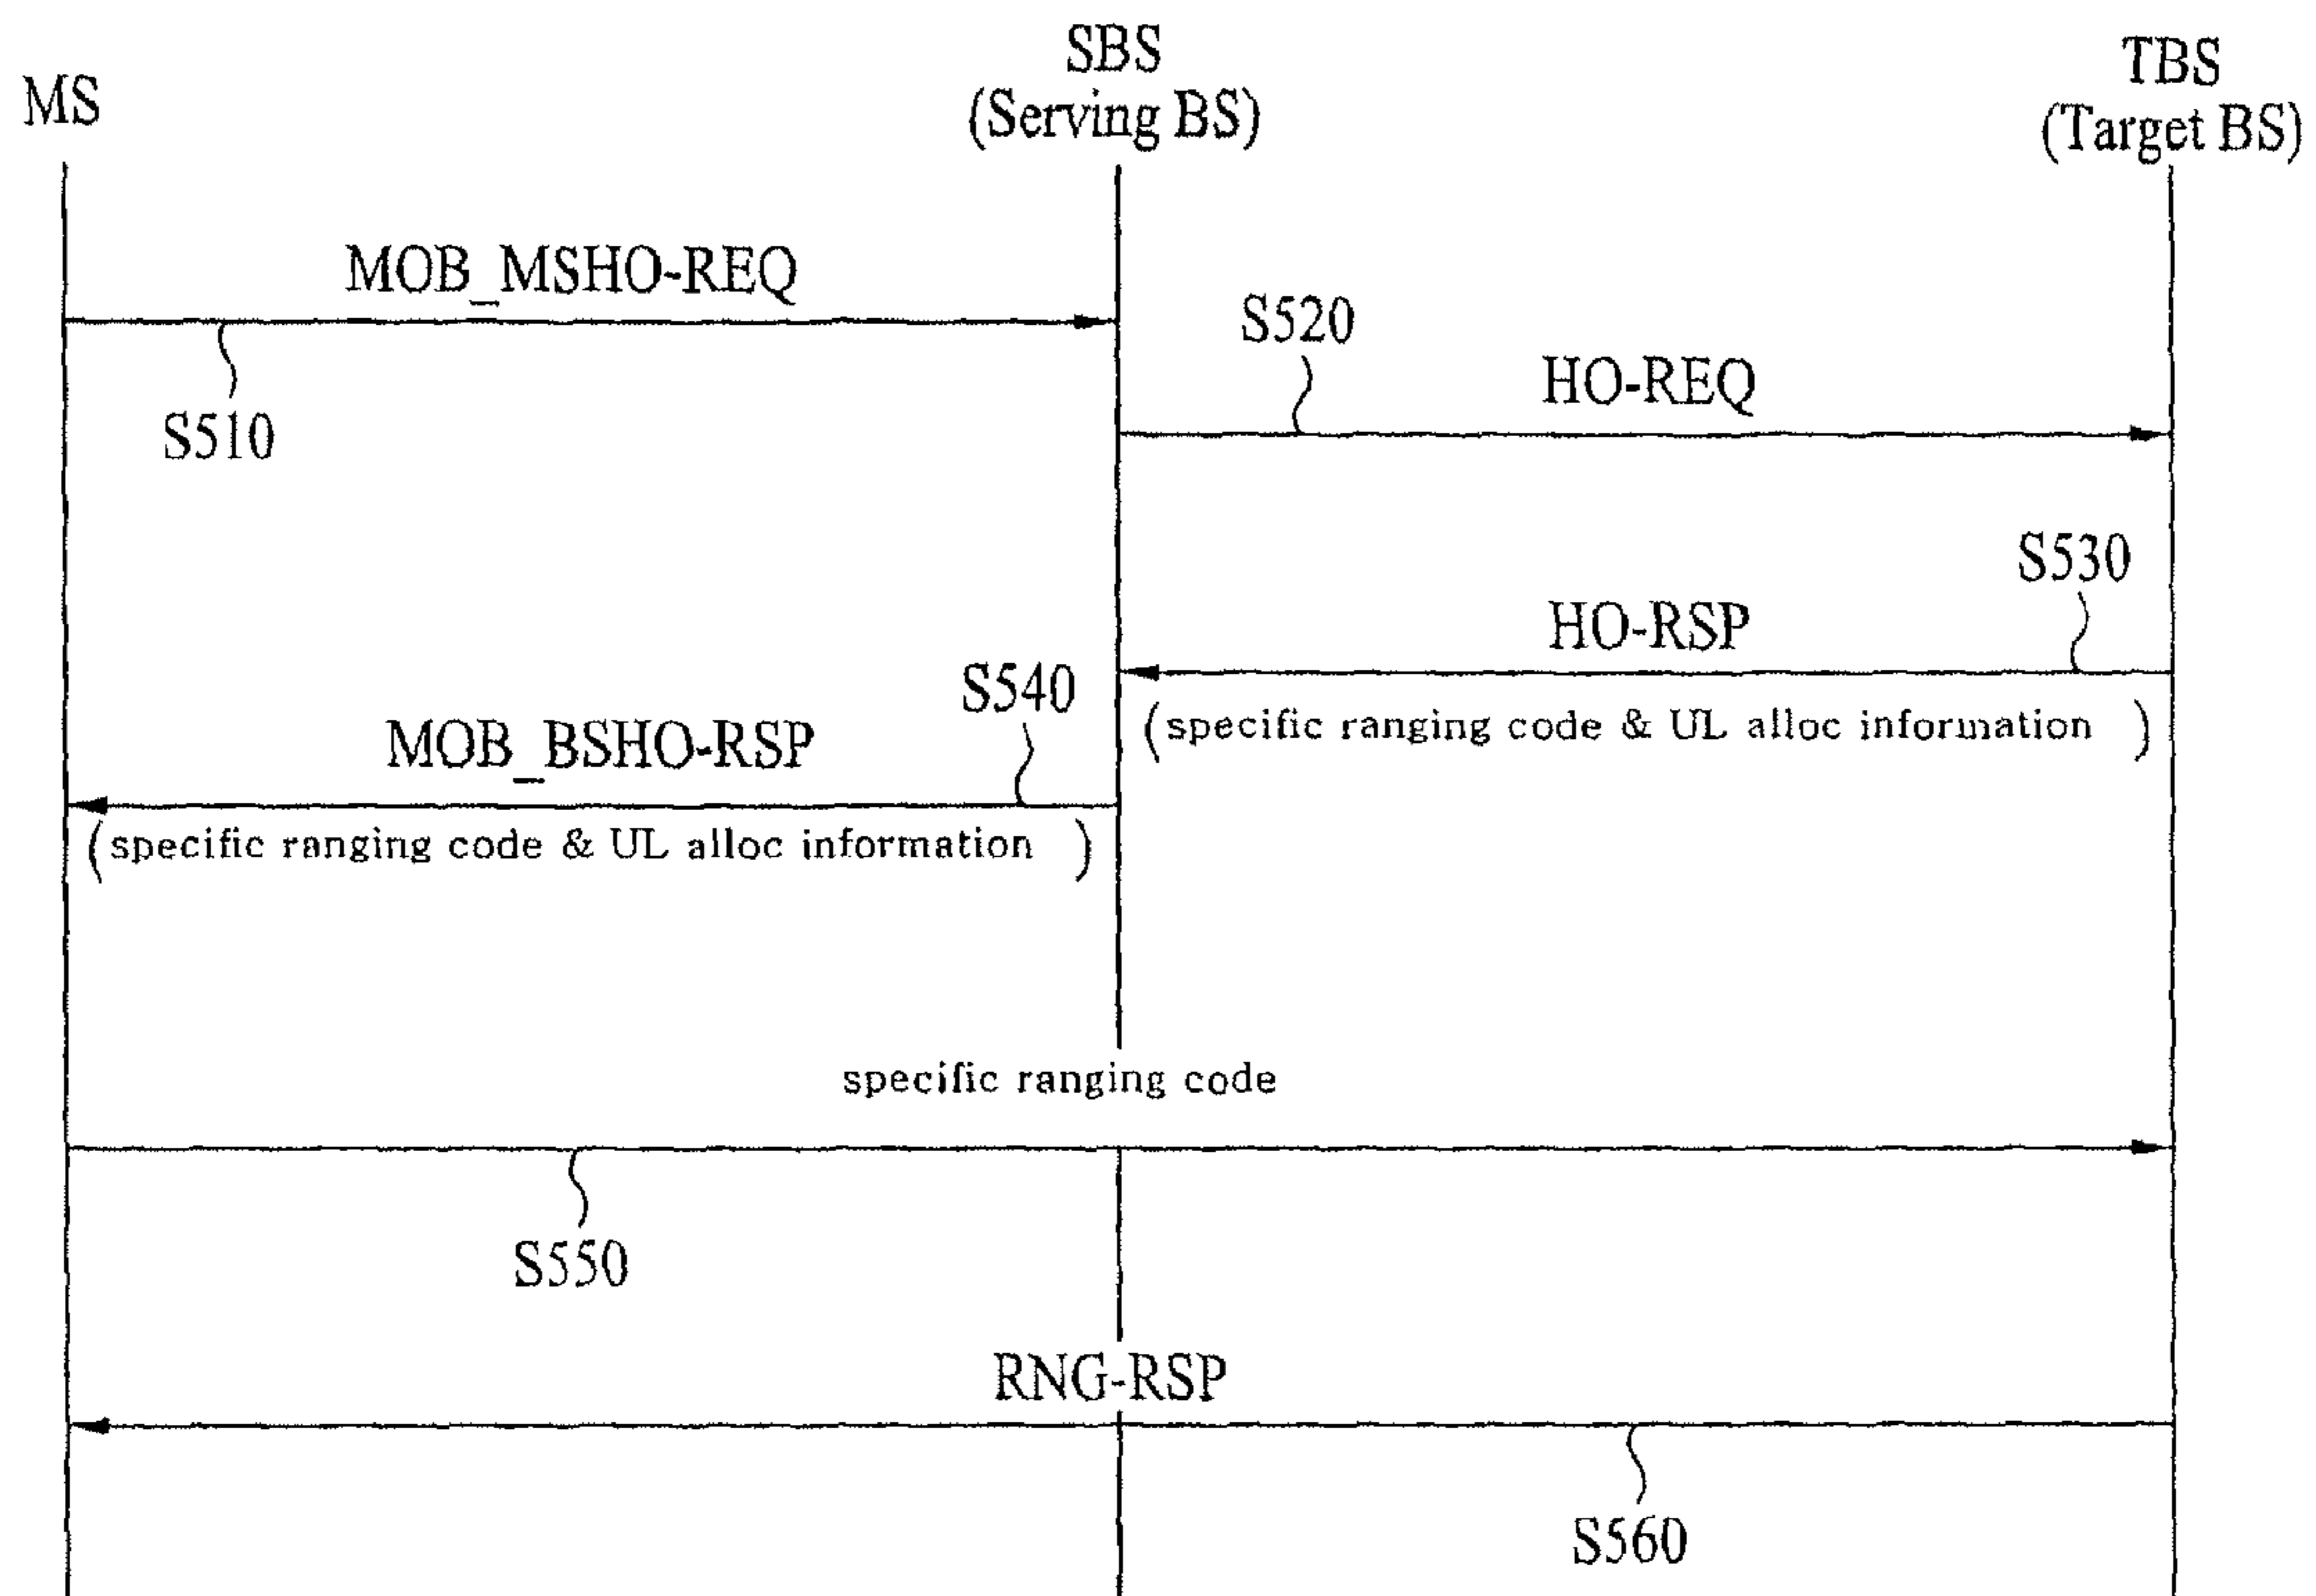 MS
SBS
(Serving BS)
TBS
(Target BS)
MOB_MSHO-REQ
S510
S520
HO-REQ
S530
HO-RSP
(specific ranging code & UL alloc information )
S540
MOB_BSHO-RSP
(specific ranging code & UL alloc information )
specific ranging code
S550
RNG-RSP
S560